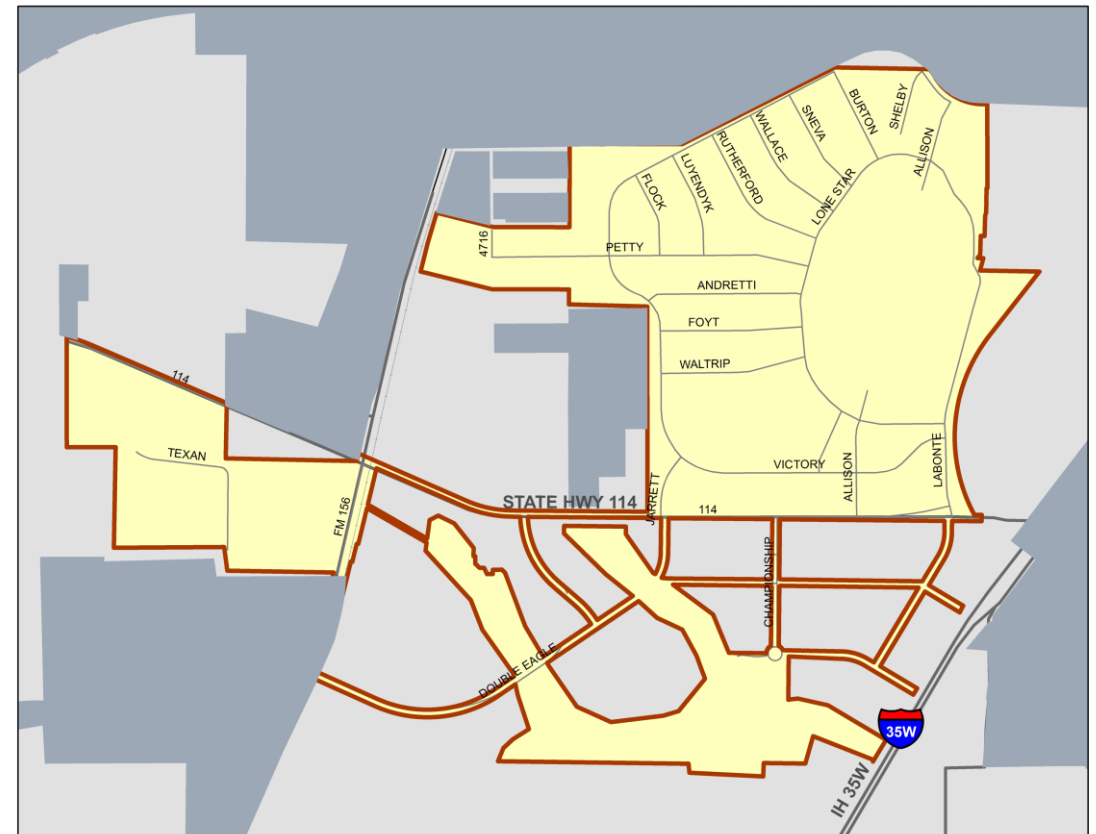 SHELBY
BURTON
SNEVA
WALLACE
ALLISON
RUTHERFORD
LUYENDYK
FLOCK
LONE STAR
4716
PETTY
ANDRETTI
FOYT
WALTRIP
114
TEXAN
VICTORY
ALLISON
LABONTE
JARRETT
STATE HWY 114
114
FM 156
CHAMPIONSHIP
DOUBLE EAGLE
35W
IH 35W